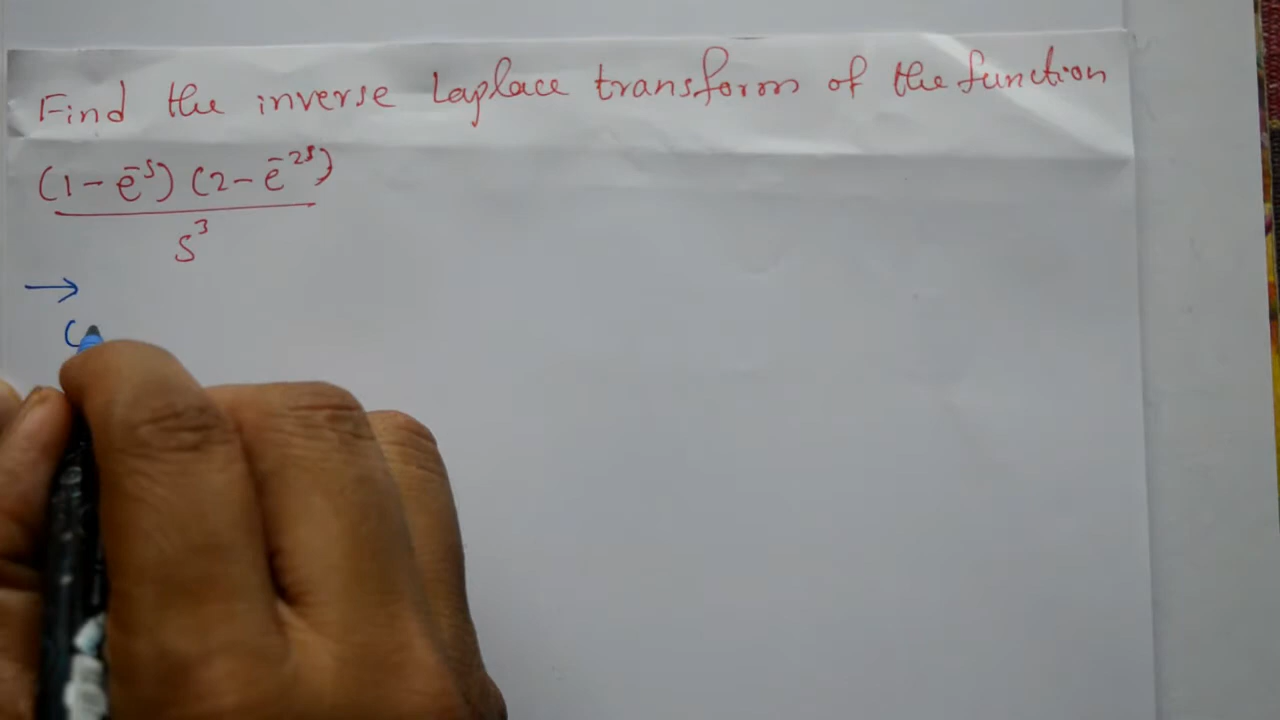 Find the inverse Laplace transform of the function
(1-e^-s)(2-e^-2s)
s^3
→
(